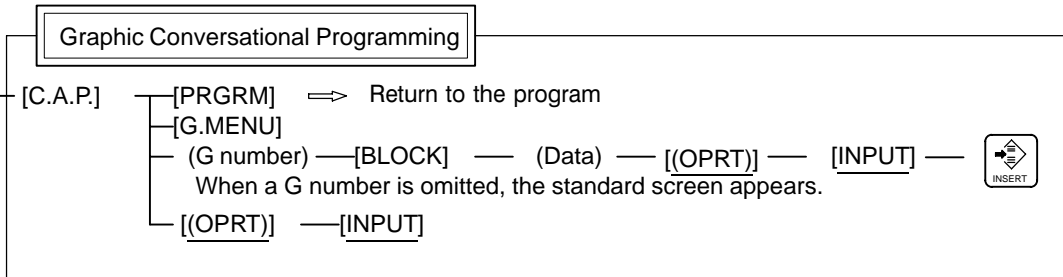 Graphic Conversational Programming
[C.A.P.] [PRGRM] Return to the program
[G.MENU]
(G number) [BLOCK] (Data) [(OPRT)] [INPUT] INSERT
When a G number is omitted, the standard screen appears.
[(OPRT)] [INPUT]